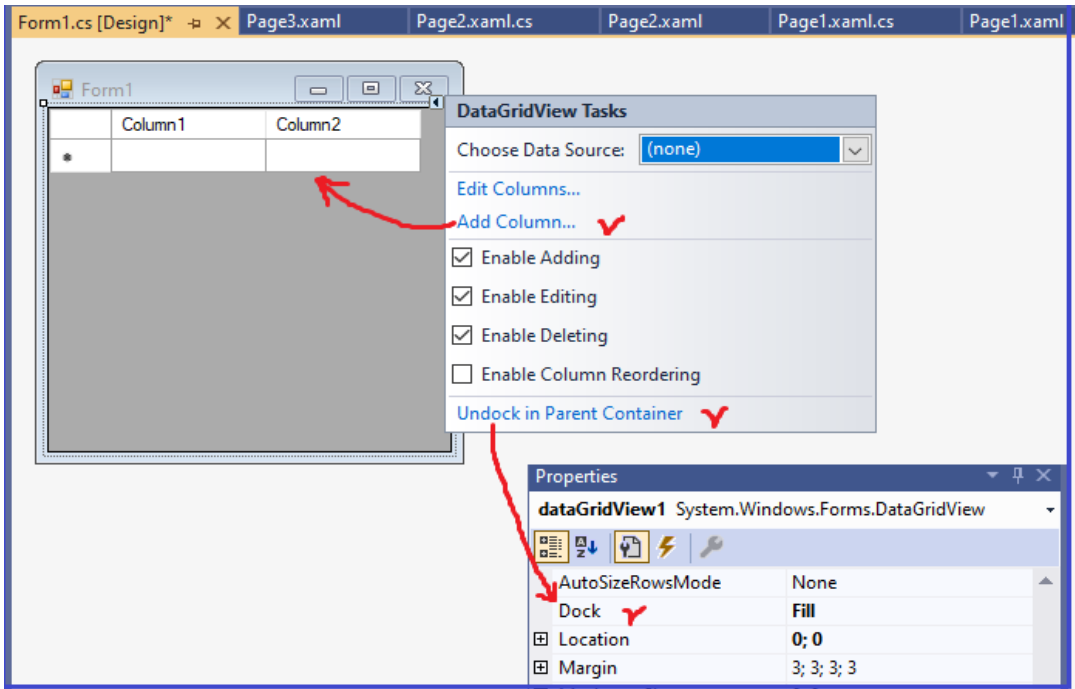 Form1.cs [Design]* Page3.xaml Page2.xaml.cs Page2.xaml Page1.xaml.cs Page1.xaml
Form1
Column1 Column2
DataGridView Tasks
Choose Data Source: (none)
Edit Columns...
Add Column...
Enable Adding
Enable Editing
Enable Deleting
Enable Column Reordering
Undock in Parent Container
Properties
dataGridView1 System.Windows.Forms.DataGridView
AutoSizeRowsMode None
Dock Fill
Location 0; 0
Margin 3; 3; 3; 3